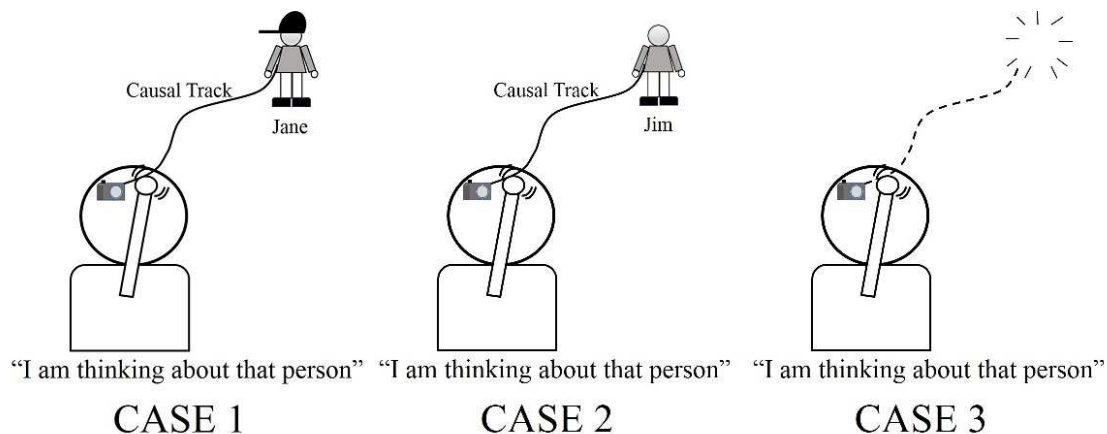 Causal Track
Jane
Causal Track
Jim
“I am thinking about that person”
“I am thinking about that person”
“I am thinking about that person”
CASE 1
CASE 2
CASE 3